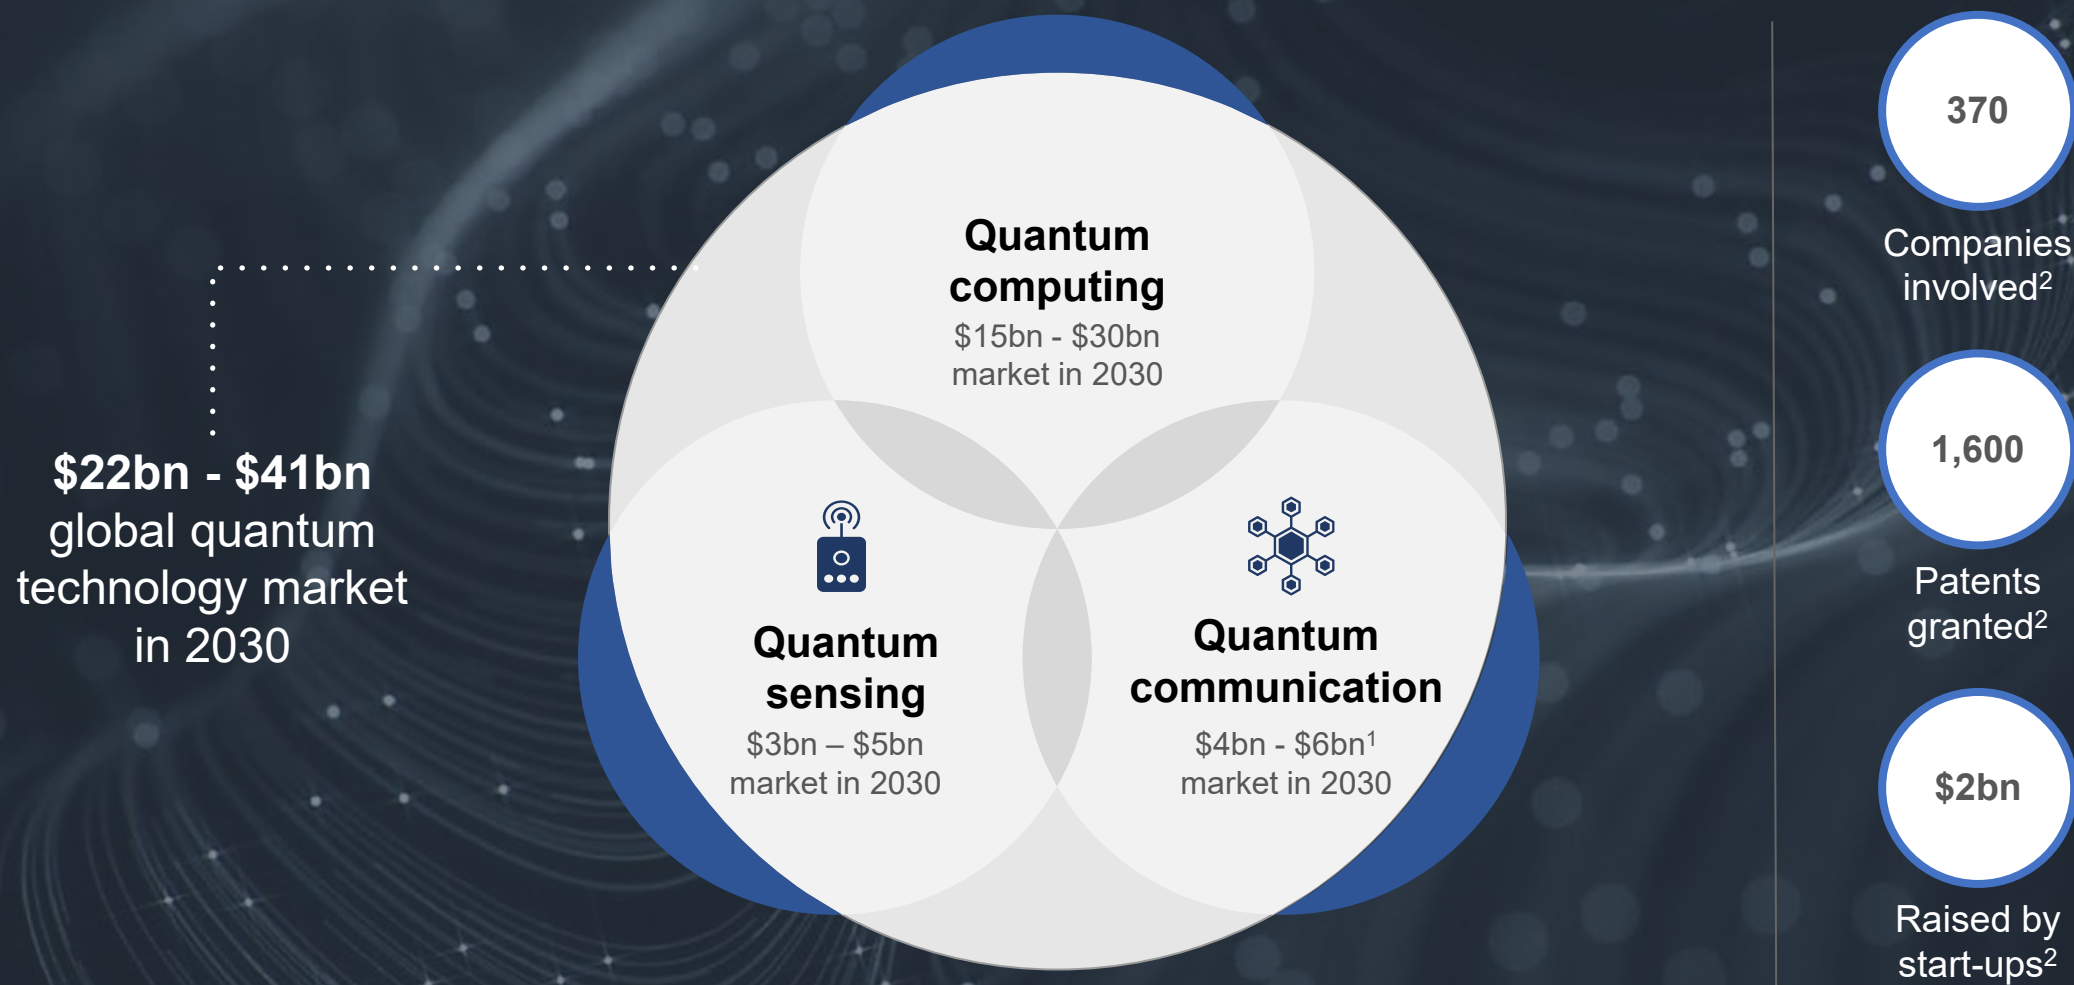 $22bn - $41bn
global quantum
technology market
in 2030
Quantum
computing
$15bn - $30bn
market in 2030
Quantum
sensing
$3bn – $5bn
market in 2030
Quantum
communication
$4bn - $6bn¹
market in 2030
370
Companies
involved²
1,600
Patents
granted²
$2bn
Raised by
start-ups²